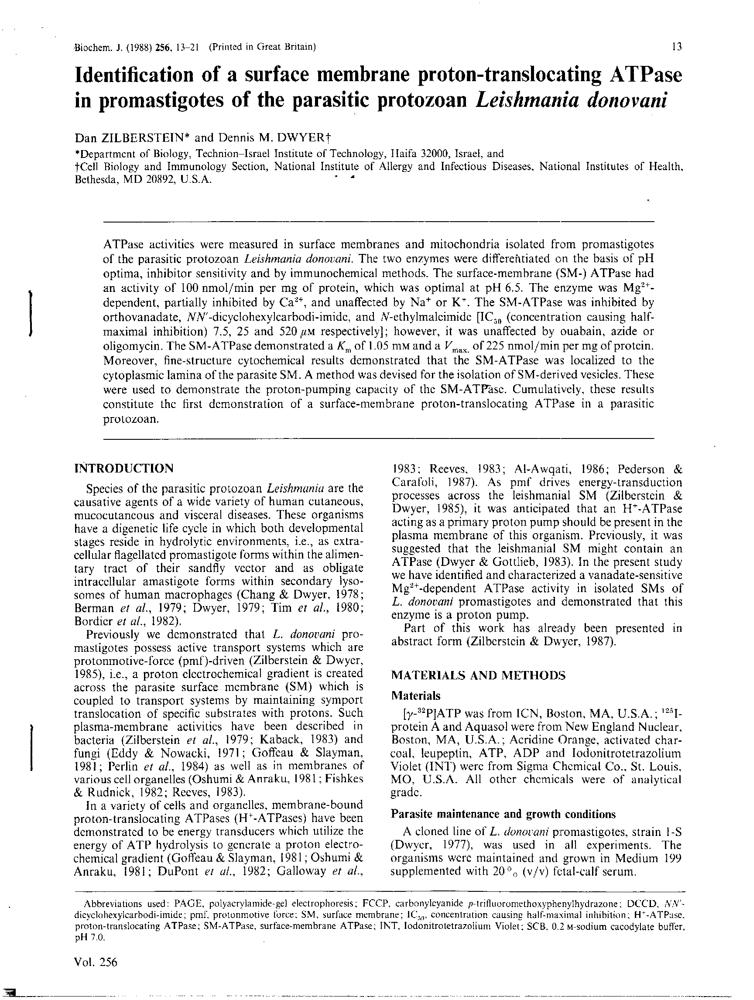 Biochem. J. (1988) 256, 13–21 (Printed in Great Britain)
13
Identification of a surface membrane proton-translocating ATPase
in promastigotes of the parasitic protozoan Leishmania donovani
Dan ZILBERSTEIN* and Dennis M. DWYER†
*Department of Biology, Technion–Israel Institute of Technology, Haifa 32000, Israel, and
†Cell Biology and Immunology Section, National Institute of Allergy and Infectious Diseases, National Institutes of Health,
Bethesda, MD 20892, U.S.A.
ATPase activities were measured in surface membranes and mitochondria isolated from promastigotes
of the parasitic protozoan Leishmania donovani. The two enzymes were differentiated on the basis of pH
optima, inhibitor sensitivity and by immunochemical methods. The surface-membrane (SM-) ATPase had
an activity of 100 nmol/min per mg of protein, which was optimal at pH 6.5. The enzyme was Mg²⁺-
dependent, partially inhibited by Ca²⁺, and unaffected by Na⁺ or K⁺. The SM-ATPase was inhibited by
orthovanadate, NN'-dicyclohexylcarbodi-imide, and N-ethylmaleimide [IC₅₀ (concentration causing half-
maximal inhibition) 7.5, 25 and 520 μM respectively]; however, it was unaffected by ouabain, azide or
oligomycin. The SM-ATPase demonstrated a Kₘ of 1.05 mM and a Vmax. of 225 nmol/min per mg of protein.
Moreover, fine-structure cytochemical results demonstrated that the SM-ATPase was localized to the
cytoplasmic lamina of the parasite SM. A method was devised for the isolation of SM-derived vesicles. These
were used to demonstrate the proton-pumping capacity of the SM-ATPase. Cumulatively, these results
constitute the first demonstration of a surface-membrane proton-translocating ATPase in a parasitic
protozoan.
INTRODUCTION
Species of the parasitic protozoan Leishmania are the
causative agents of a wide variety of human cutaneous,
mucocutaneous and visceral diseases. These organisms
have a digenetic life cycle in which both developmental
stages reside in hydrolytic environments, i.e., as extra-
cellular flagellated promastigote forms within the alimen-
tary tract of their sandfly vector and as obligate
intracellular amastigote forms within secondary lyso-
somes of human macrophages (Chang & Dwyer, 1978;
Berman et al., 1979; Dwyer, 1979; Tim et al., 1980;
Bordier et al., 1982).
Previously we demonstrated that L. donovani pro-
mastigotes possess active transport systems which are
protonmotive-force (pmf)-driven (Zilberstein & Dwyer,
1985), i.e., a proton electrochemical gradient is created
across the parasite surface membrane (SM) which is
coupled to transport systems by maintaining symport
translocation of specific substrates with protons. Such
plasma-membrane activities have been described in
bacteria (Zilberstein et al., 1979; Kaback, 1983) and
fungi (Eddy & Nowacki, 1971; Goffeau & Slayman,
1981; Perlin et al., 1984) as well as in membranes of
various cell organelles (Oshumi & Anraku, 1981; Fishkes
& Rudnick, 1982; Reeves, 1983).
In a variety of cells and organelles, membrane-bound
proton-translocating ATPases (H⁺-ATPases) have been
demonstrated to be energy transducers which utilize the
energy of ATP hydrolysis to generate a proton electro-
chemical gradient (Goffeau & Slayman, 1981; Oshumi &
Anraku, 1981; DuPont et al., 1982; Galloway et al.,
1983; Reeves, 1983; Al-Awqati, 1986; Pederson &
Carafoli, 1987). As pmf drives energy-transduction
processes across the leishmanial SM (Zilberstein &
Dwyer, 1985), it was anticipated that an H⁺-ATPase
acting as a primary proton pump should be present in the
plasma membrane of this organism. Previously, it was
suggested that the leishmanial SM might contain an
ATPase (Dwyer & Gottlieb, 1983). In the present study
we have identified and characterized a vanadate-sensitive
Mg²⁺-dependent ATPase activity in isolated SMs of
L. donovani promastigotes and demonstrated that this
enzyme is a proton pump.
Part of this work has already been presented in
abstract form (Zilberstein & Dwyer, 1987).
MATERIALS AND METHODS
Materials
[γ-³²P]ATP was from ICN, Boston, MA, U.S.A.; ¹²⁵I-
protein A and Aquasol were from New England Nuclear,
Boston, MA, U.S.A.; Acridine Orange, activated char-
coal, leupeptin, ATP, ADP and Iodonitrotetrazolium
Violet (INT) were from Sigma Chemical Co., St. Louis,
MO, U.S.A. All other chemicals were of analytical
grade.
Parasite maintenance and growth conditions
A cloned line of L. donovani promastigotes, strain 1-S
(Dwyer, 1977), was used in all experiments. The
organisms were maintained and grown in Medium 199
supplemented with 20% (v/v) fetal-calf serum.
Abbreviations used: PAGE, polyacrylamide-gel electrophoresis; FCCP, carbonylcyanide p-trifluoromethoxyphenylhydrazone; DCCD, NN'-
dicyclohexylcarbodi-imide; pmf, protonmotive force; SM, surface membrane; IC₅₀, concentration causing half-maximal inhibition; H⁺-ATPase,
proton-translocating ATPase; SM-ATPase, surface-membrane ATPase; INT, Iodonitrotetrazolium Violet; SCB, 0.2 M-sodium cacodylate buffer,
pH 7.0.
Vol. 256